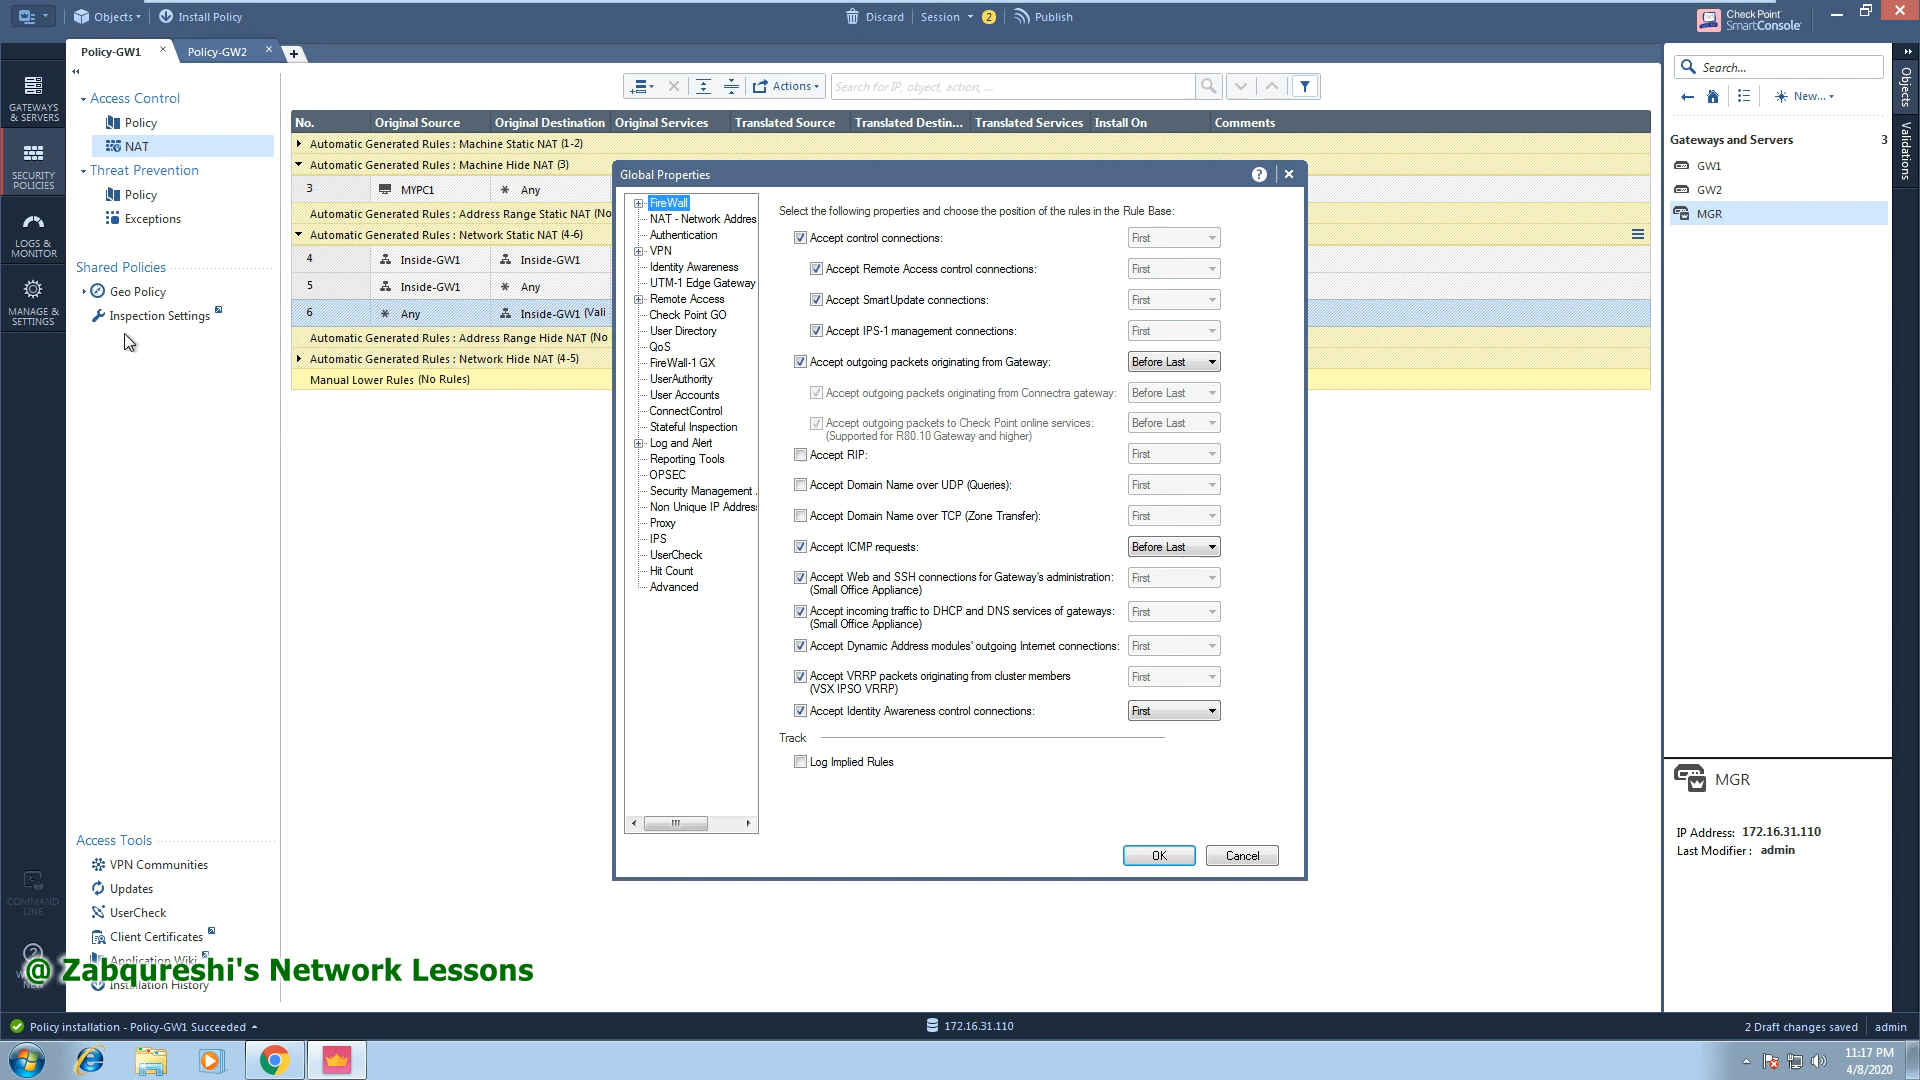 Objects
Install Policy
Discard
Session
2
Publish
Check Point
SmartConsole
Policy-GW1
Policy-GW2
GATEWAYS
& SERVERS
SECURITY
POLICIES
LOGS &
MONITOR
MANAGE &
SETTINGS
COMMAND
LINE
NEW
Access Control
Policy
NAT
Threat Prevention
Policy
Exceptions
Shared Policies
Geo Policy
Inspection Settings
Access Tools
VPN Communities
Updates
UserCheck
Client Certificates
Application Wiki
Installation History
Actions
Search for IP, object, action, ...
No. Original Source Original Destination Original Services Translated Source Translated Destin... Translated Services Install On Comments
Automatic Generated Rules : Machine Static NAT (1-2)
Automatic Generated Rules : Machine Hide NAT (3)
3 MYPC1 Any
Automatic Generated Rules : Address Range Static NAT (No
Automatic Generated Rules : Network Static NAT (4-6)
4 Inside-GW1 Inside-GW1
5 Inside-GW1 Any
6 Any Inside-GW1 (Vali
Automatic Generated Rules : Address Range Hide NAT (No
Automatic Generated Rules : Network Hide NAT (4-5)
Manual Lower Rules (No Rules)
Global Properties
FireWall
NAT - Network Addres
Authentication
VPN
Identity Awareness
UTM-1 Edge Gateway
Remote Access
Check Point GO
User Directory
QoS
FireWall-1 GX
UserAuthority
User Accounts
ConnectControl
Stateful Inspection
Log and Alert
Reporting Tools
OPSEC
Security Management .
Non Unique IP Address
Proxy
IPS
UserCheck
Hit Count
Advanced
Select the following properties and choose the position of the rules in the Rule Base:
Accept control connections: First
Accept Remote Access control connections: First
Accept SmartUpdate connections: First
Accept IPS-1 management connections: First
Accept outgoing packets originating from Gateway: Before Last
Accept outgoing packets originating from Connectra gateway: Before Last
Accept outgoing packets to Check Point online services: Before Last
(Supported for R80.10 Gateway and higher)
Accept RIP: First
Accept Domain Name over UDP (Queries): First
Accept Domain Name over TCP (Zone Transfer): First
Accept ICMP requests: Before Last
Accept Web and SSH connections for Gateway's administration: First
(Small Office Appliance)
Accept incoming traffic to DHCP and DNS services of gateways: First
(Small Office Appliance)
Accept Dynamic Address modules' outgoing Internet connections: First
Accept VRRP packets originating from cluster members First
(VSX IPSO VRRP)
Accept Identity Awareness control connections: First
Track
Log Implied Rules
OK Cancel
Search...
New...
Gateways and Servers 3
GW1
GW2
MGR
MGR
IP Address: 172.16.31.110
Last Modifier : admin
Objects
Validations
@ Zabqureshi's Network Lessons
Policy installation - Policy-GW1 Succeeded
172.16.31.110
2 Draft changes saved admin
11:17 PM
4/8/2020